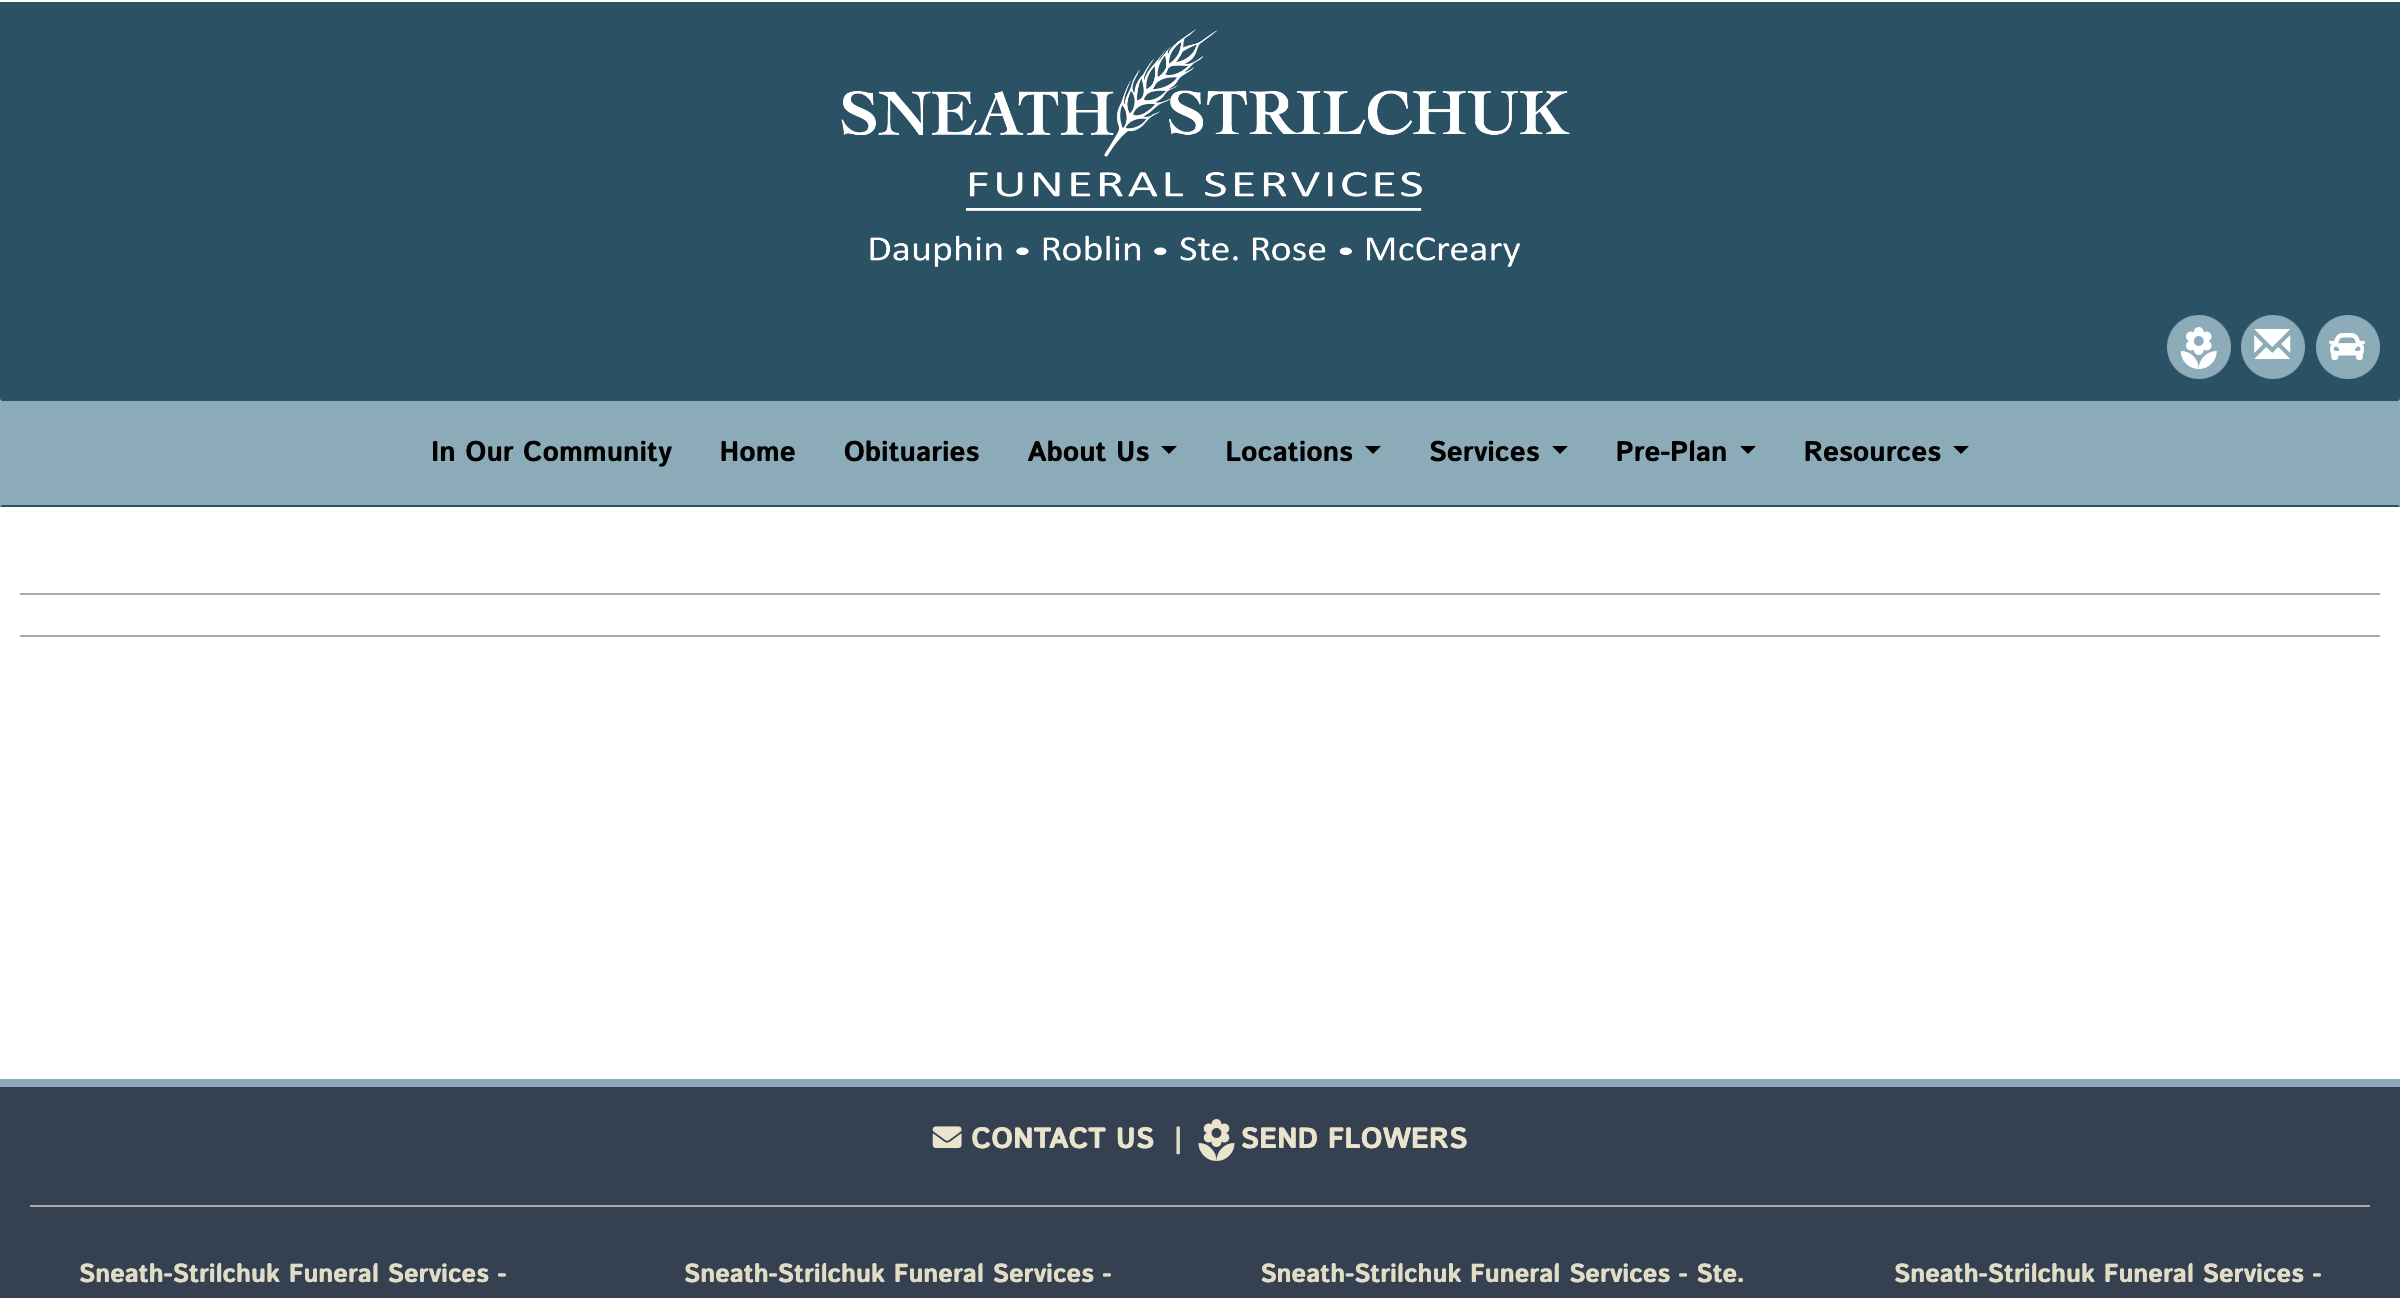 SNEATH STRILCHUK
FUNERAL SERVICES
Dauphin • Roblin • Ste. Rose • McCreary
In Our Community Home Obituaries About Us Locations Services Pre-Plan Resources
CONTACT US | SEND FLOWERS
Sneath-Strilchuk Funeral Services - Sneath-Strilchuk Funeral Services - Sneath-Strilchuk Funeral Services - Ste. Sneath-Strilchuk Funeral Services -